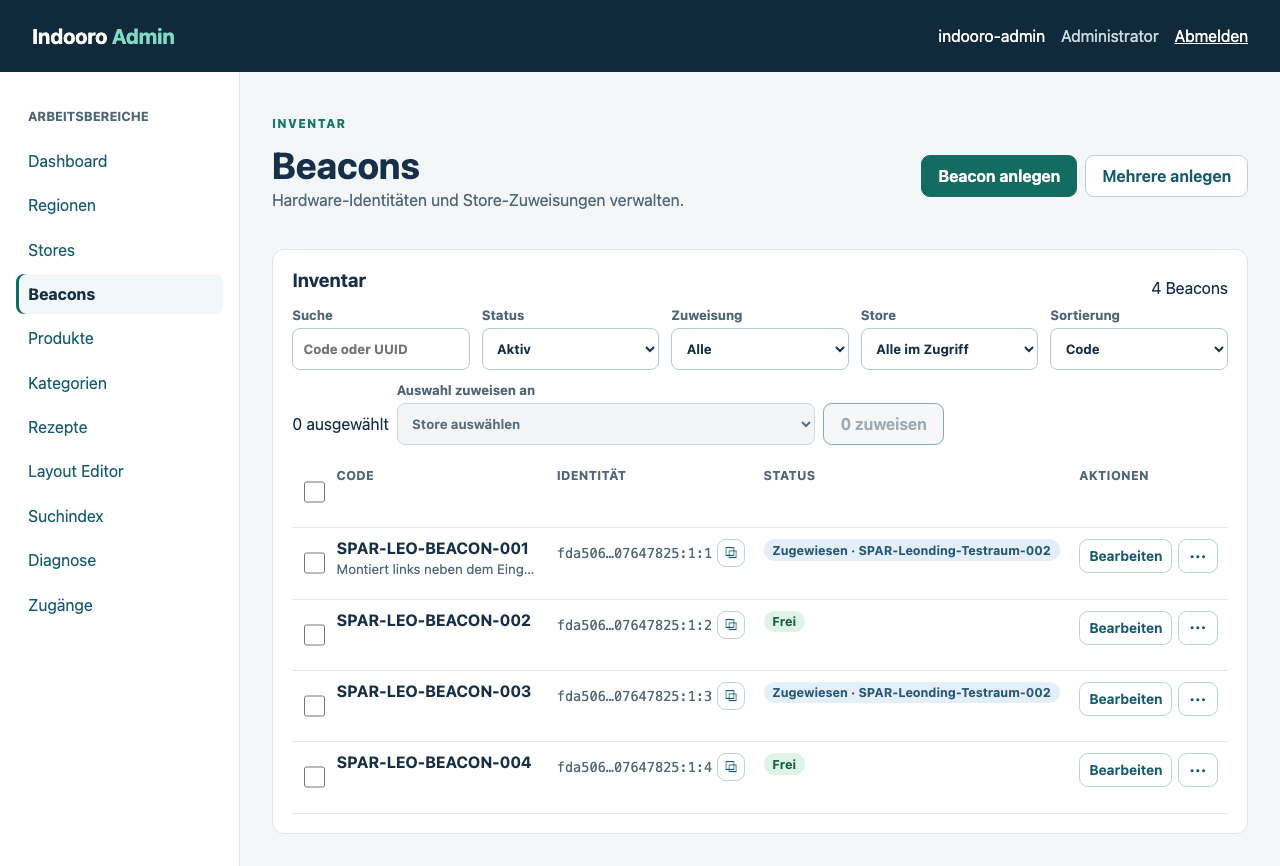 Indooro Admin
indooro-admin Administrator Abmelden
ARBEITSBEREICHE
Dashboard
Regionen
Stores
Beacons
Produkte
Kategorien
Rezepte
Layout Editor
Suchindex
Diagnose
Zugänge
INVENTAR
Beacons
Hardware-Identitäten und Store-Zuweisungen verwalten.
Beacon anlegen
Mehrere anlegen
Inventar
4 Beacons
Suche Status Zuweisung Store Sortierung
Code oder UUID Aktiv Alle Alle im Zugriff Code
Auswahl zuweisen an
0 ausgewählt Store auswählen 0 zuweisen
CODE IDENTITÄT STATUS AKTIONEN
SPAR-LEO-BEACON-001 fda506…07647825:1:1 Zugewiesen · SPAR-Leonding-Testraum-002 Bearbeiten ...
Montiert links neben dem Eing...
SPAR-LEO-BEACON-002 fda506…07647825:1:2 Frei Bearbeiten ...
SPAR-LEO-BEACON-003 fda506…07647825:1:3 Zugewiesen · SPAR-Leonding-Testraum-002 Bearbeiten ...
SPAR-LEO-BEACON-004 fda506…07647825:1:4 Frei Bearbeiten ...